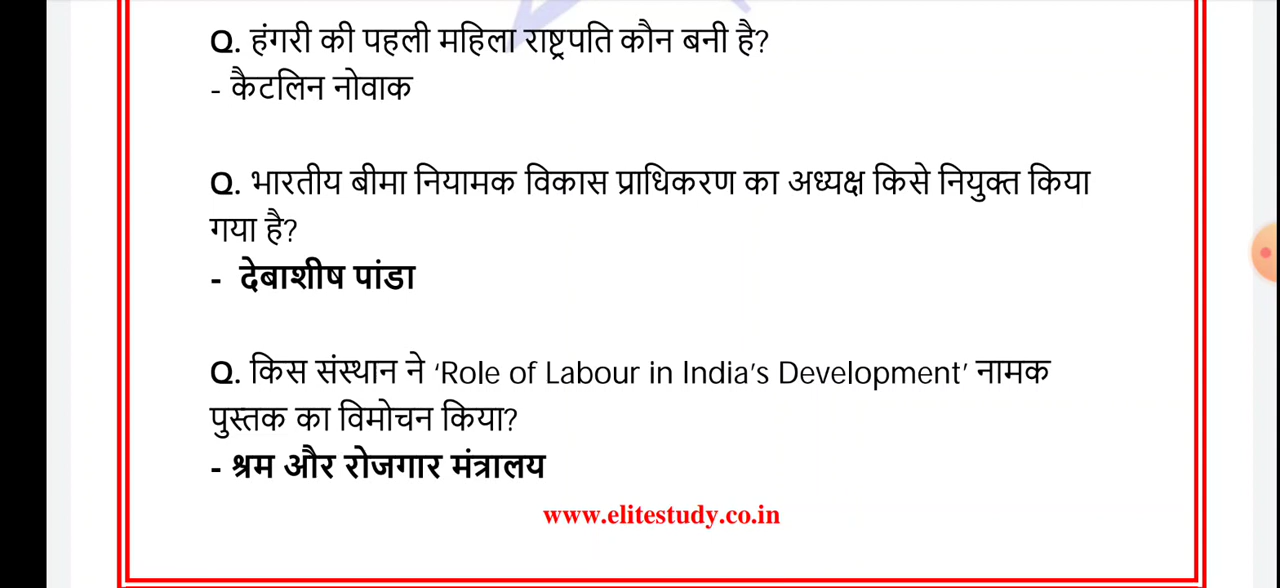 Q. हंगरी की पहली महिला राष्ट्रपति कौन बनी है?
- कैटलिन नोवाक
Q. भारतीय बीमा नियामक विकास प्राधिकरण का अध्यक्ष किसे नियुक्त किया
गया है?
- देबाशीष पांडा
Q. किस संस्थान ने ‘Role of Labour in India’s Development’ नामक
पुस्तक का विमोचन किया?
- श्रम और रोजगार मंत्रालय
www.elitestudy.co.in